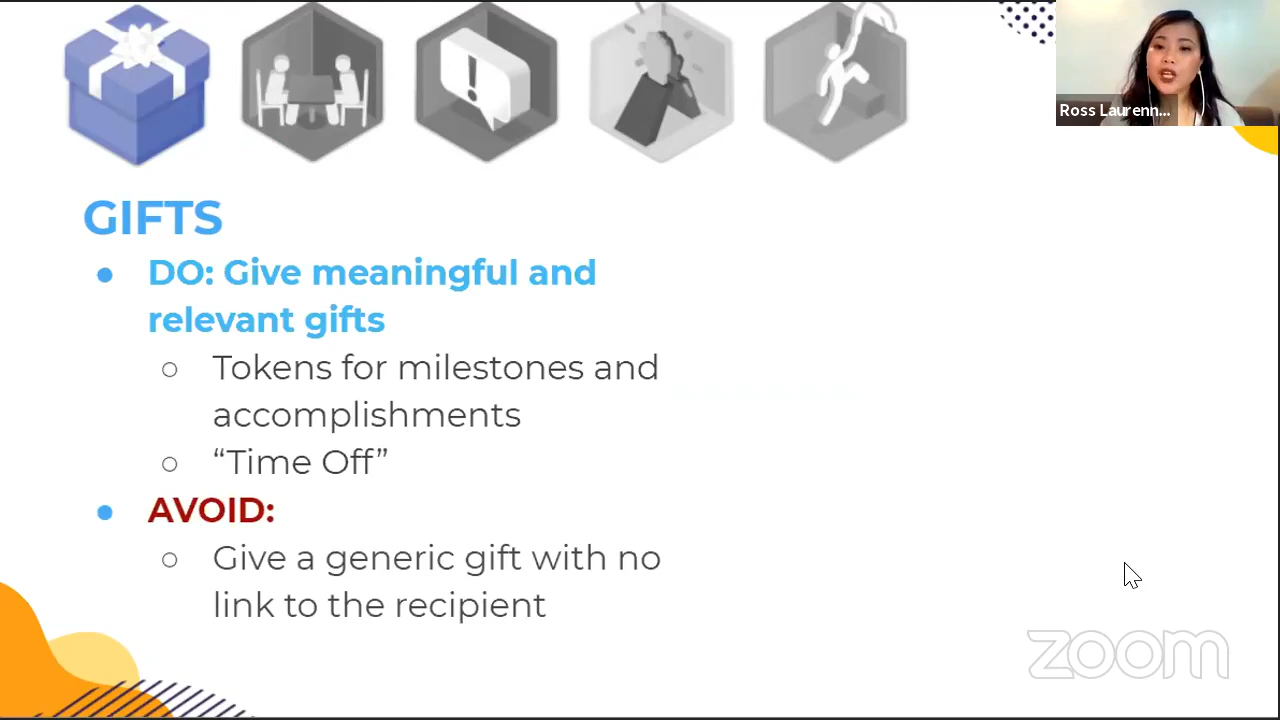 Ross Laurenn...
GIFTS
● DO: Give meaningful and
relevant gifts
○ Tokens for milestones and
accomplishments
○ “Time Off”
● AVOID:
○ Give a generic gift with no
link to the recipient
zoom